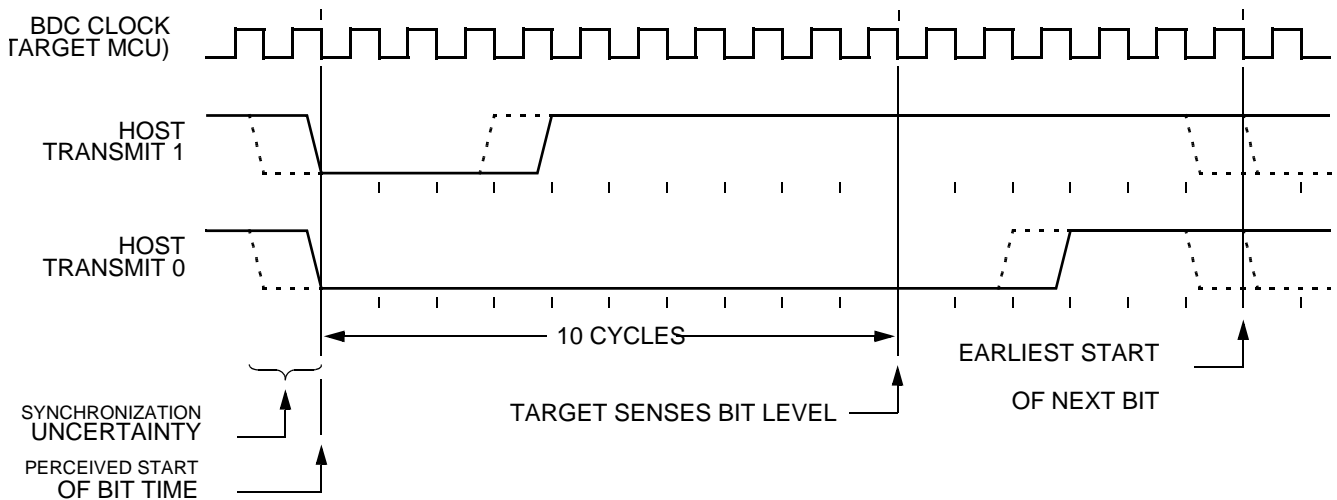 BDC CLOCK
TARGET MCU)
HOST
TRANSMIT 1
HOST
TRANSMIT 0
10 CYCLES
EARLIEST START
OF NEXT BIT
TARGET SENSES BIT LEVEL
SYNCHRONIZATION
UNCERTAINTY
PERCEIVED START
OF BIT TIME